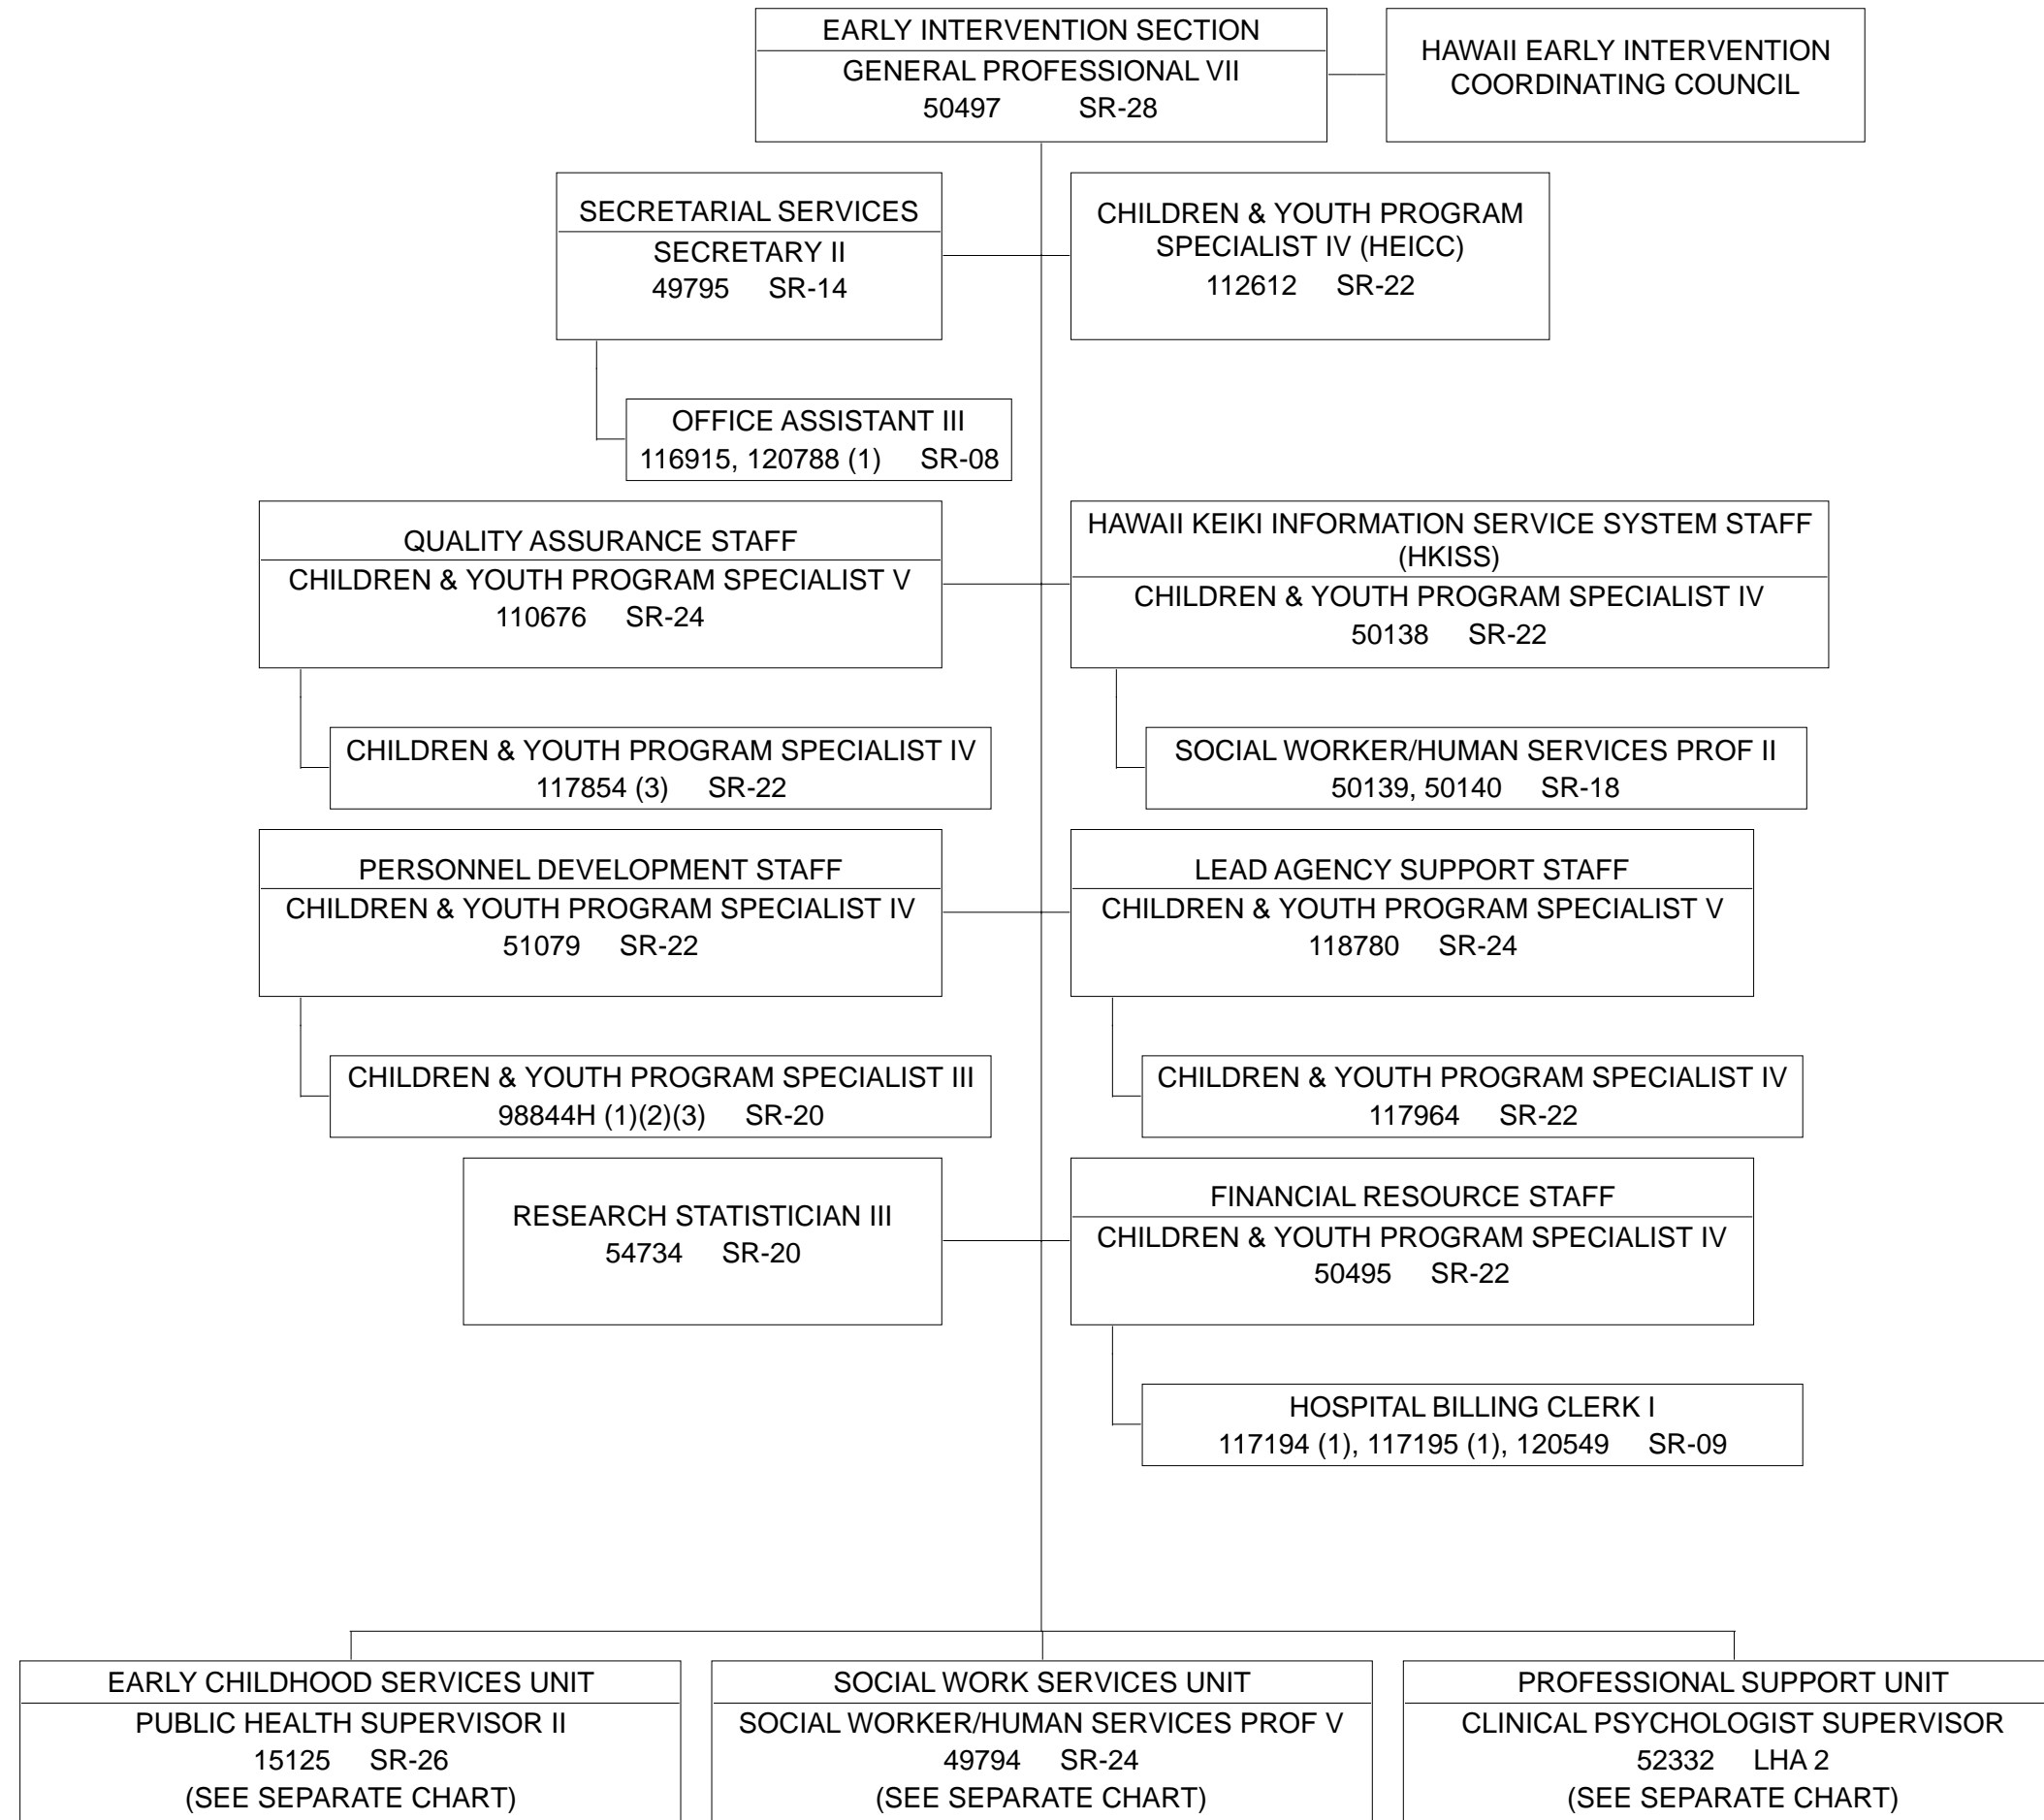 EARLY INTERVENTION SECTION
GENERAL PROFESSIONAL VII
50497 SR-28
HAWAII EARLY INTERVENTION
COORDINATING COUNCIL
SECRETARIAL SERVICES
SECRETARY II
49795 SR-14
CHILDREN & YOUTH PROGRAM
SPECIALIST IV (HEICC)
112612 SR-22
OFFICE ASSISTANT III
116915, 120788 (1) SR-08
QUALITY ASSURANCE STAFF
CHILDREN & YOUTH PROGRAM SPECIALIST V
110676 SR-24
HAWAII KEIKI INFORMATION SERVICE SYSTEM STAFF
(HKISS)
CHILDREN & YOUTH PROGRAM SPECIALIST IV
50138 SR-22
CHILDREN & YOUTH PROGRAM SPECIALIST IV
117854 (3) SR-22
SOCIAL WORKER/HUMAN SERVICES PROF II
50139, 50140 SR-18
PERSONNEL DEVELOPMENT STAFF
CHILDREN & YOUTH PROGRAM SPECIALIST IV
51079 SR-22
LEAD AGENCY SUPPORT STAFF
CHILDREN & YOUTH PROGRAM SPECIALIST V
118780 SR-24
CHILDREN & YOUTH PROGRAM SPECIALIST III
98844H (1)(2)(3) SR-20
CHILDREN & YOUTH PROGRAM SPECIALIST IV
117964 SR-22
RESEARCH STATISTICIAN III
54734 SR-20
FINANCIAL RESOURCE STAFF
CHILDREN & YOUTH PROGRAM SPECIALIST IV
50495 SR-22
HOSPITAL BILLING CLERK I
117194 (1), 117195 (1), 120549 SR-09
EARLY CHILDHOOD SERVICES UNIT
PUBLIC HEALTH SUPERVISOR II
15125 SR-26
(SEE SEPARATE CHART)
SOCIAL WORK SERVICES UNIT
SOCIAL WORKER/HUMAN SERVICES PROF V
49794 SR-24
(SEE SEPARATE CHART)
PROFESSIONAL SUPPORT UNIT
CLINICAL PSYCHOLOGIST SUPERVISOR
52332 LHA 2
(SEE SEPARATE CHART)